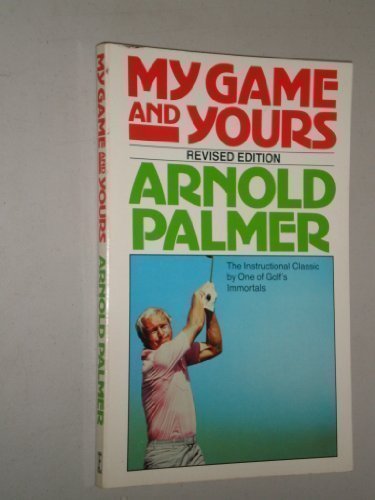 MY GAME
AND YOURS
REVISED EDITION
ARNOLD
PALMER
The Instructional Classic
by One of Golf's
Immortals
MY GAME AND YOURS ARNOLD PALMER